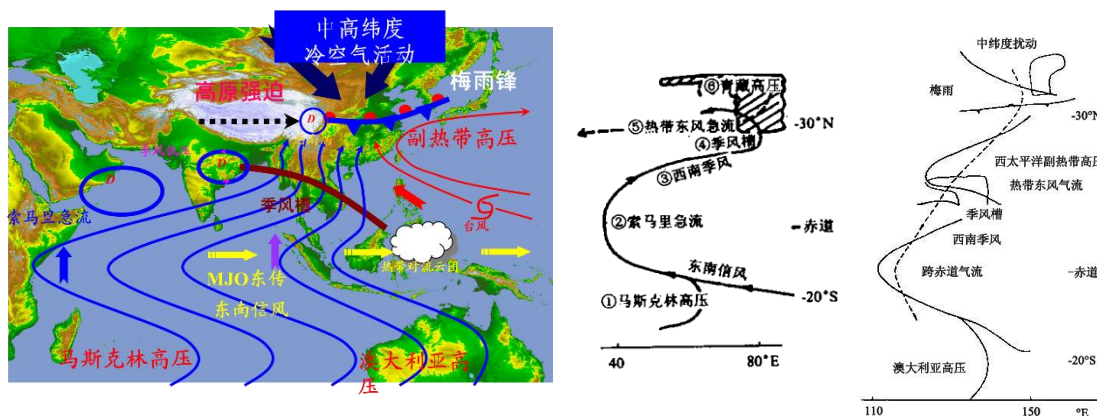 中高纬度
冷空气活动
梅雨锋
高原强迫
D
副热带高压
D
D
季风槽
索马里急流
台风
热带对流云团
MJO东传
东南信风
马斯克林高压
澳大利亚高
压
⑥青藏高压
⑤热带东风急流
-30°N
④季风槽
③西南季风
②索马里急流
-赤道
东南信风
①马斯克林高压
-20°S
40
80°E
中纬度扰动
梅雨
-30°N
西太平洋副热带高压
热带东风气流
季风槽
西南季风
跨赤道气流
-赤道
澳大利亚高压
-20°S
110
150
°E